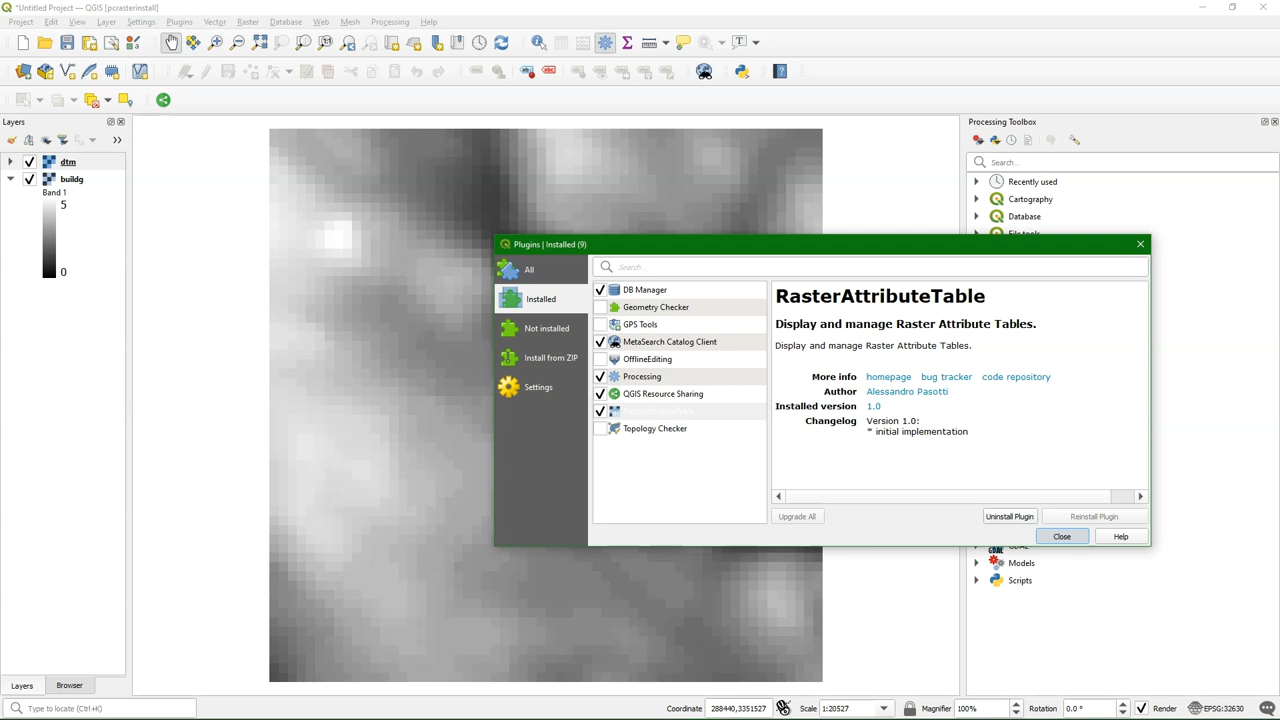 *Untitled Project — QGIS [pcrasterinstall]
Project Edit View Layer Settings Plugins Vector Raster Database Web Mesh Processing Help
Layers
dtm
buildg
Band 1
5
0
Layers Browser
Type to locate (Ctrl+K)
Processing Toolbox
Search...
Recently used
Cartography
Database
File tools
GDAL
Models
Scripts
Plugins | Installed (9)
All
Installed
Not installed
Install from ZIP
Settings
Search...
DB Manager
Geometry Checker
GPS Tools
MetaSearch Catalog Client
OfflineEditing
Processing
QGIS Resource Sharing
RasterAttributeTable
Topology Checker
RasterAttributeTable
Display and manage Raster Attribute Tables.
Display and manage Raster Attribute Tables.
More info homepage bug tracker code repository
Author Alessandro Pasotti
Installed version 1.0
Changelog Version 1.0:
* initial implementation
Upgrade All Uninstall Plugin Reinstall Plugin
Close Help
Coordinate 288440,3351527 Scale 1:20527 Magnifier 100% Rotation 0.0 ° Render EPSG:32630